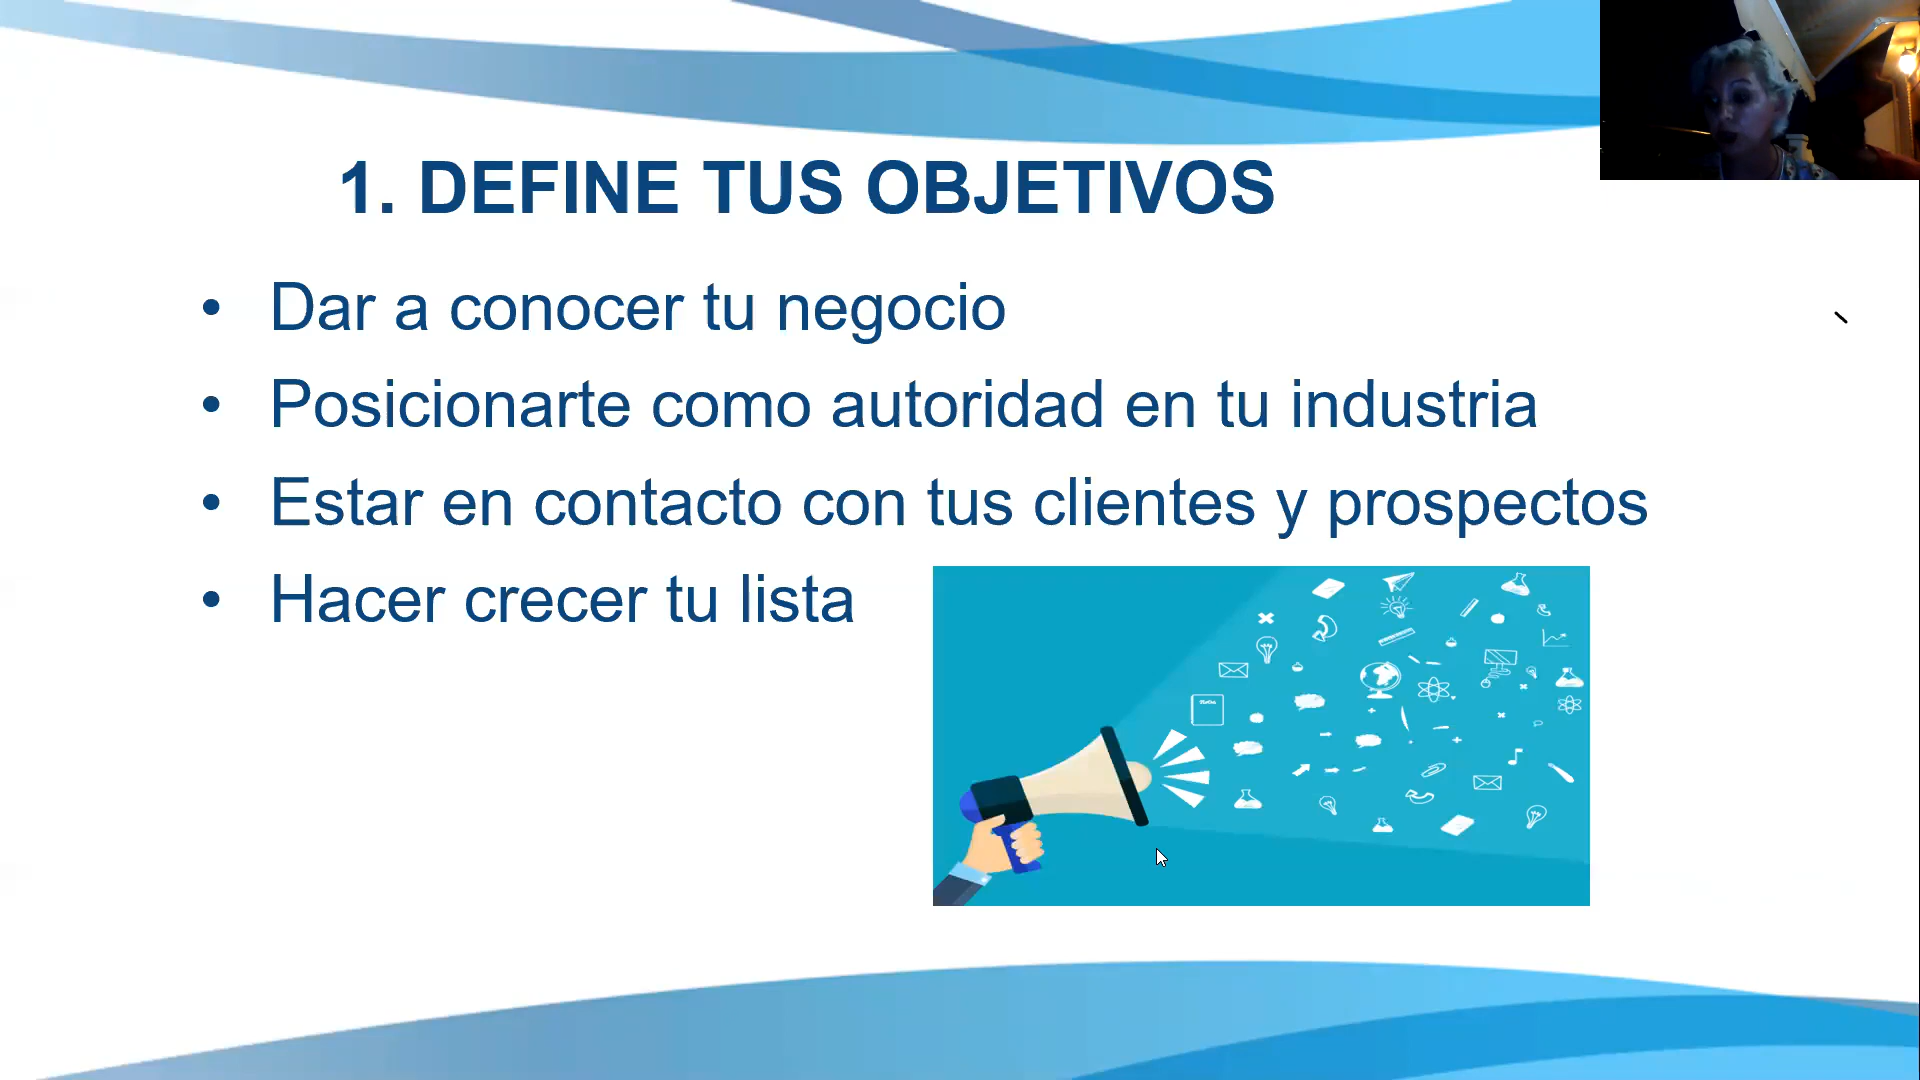 1. DEFINE TUS OBJETIVOS
• Dar a conocer tu negocio
• Posicionarte como autoridad en tu industria
• Estar en contacto con tus clientes y prospectos
• Hacer crecer tu lista